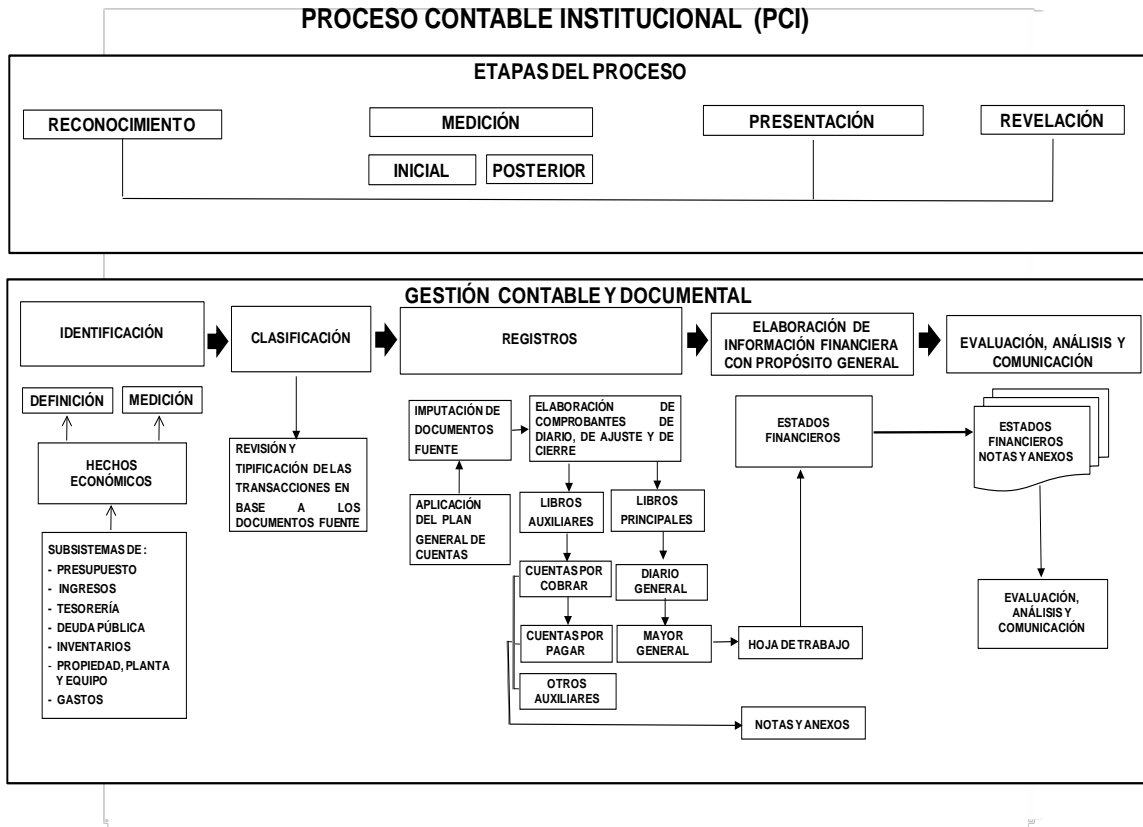 PROCESO CONTABLE INSTITUCIONAL (PCI)
ETAPAS DEL PROCESO
RECONOCIMIENTO
MEDICIÓN
PRESENTACIÓN
REVELACIÓN
INICIAL
POSTERIOR
GESTIÓN CONTABLE Y DOCUMENTAL
IDENTIFICACIÓN
CLASIFICACIÓN
REGISTROS
ELABORACIÓN DE
INFORMACIÓN FINANCIERA
CON PROPÓSITO GENERAL
EVALUACIÓN, ANÁLISIS Y
COMUNICACIÓN
DEFINICIÓN
MEDICIÓN
HECHOS
ECONÓMICOS
SUBSISTEMAS DE :
- PRESUPUESTO
- INGRESOS
- TESORERÍA
- DEUDA PÚBLICA
- INVENTARIOS
- PROPIEDAD, PLANTA
Y EQUIPO
- GASTOS
REVISIÓN Y
TIPIFICACIÓN DE LAS
TRANSACCIONES EN
BASE A LOS
DOCUMENTOS FUENTE
IMPUTACIÓN DE
DOCUMENTOS
FUENTE
APLICACIÓN
DEL PLAN
GENERAL DE
CUENTAS
ELABORACIÓN DE
COMPROBANTES DE
DIARIO, DE AJUSTE Y DE
CIERRE
LIBROS
AUXILIARES
LIBROS
PRINCIPALES
CUENTAS POR
COBRAR
DIARIO
GENERAL
CUENTAS POR
PAGAR
MAYOR
GENERAL
OTROS
AUXILIARES
HOJA DE TRABAJO
NOTAS Y ANEXOS
ESTADOS
FINANCIEROS
ESTADOS
FINANCIEROS
NOTAS Y ANEXOS
EVALUACIÓN,
ANÁLISIS Y
COMUNICACIÓN